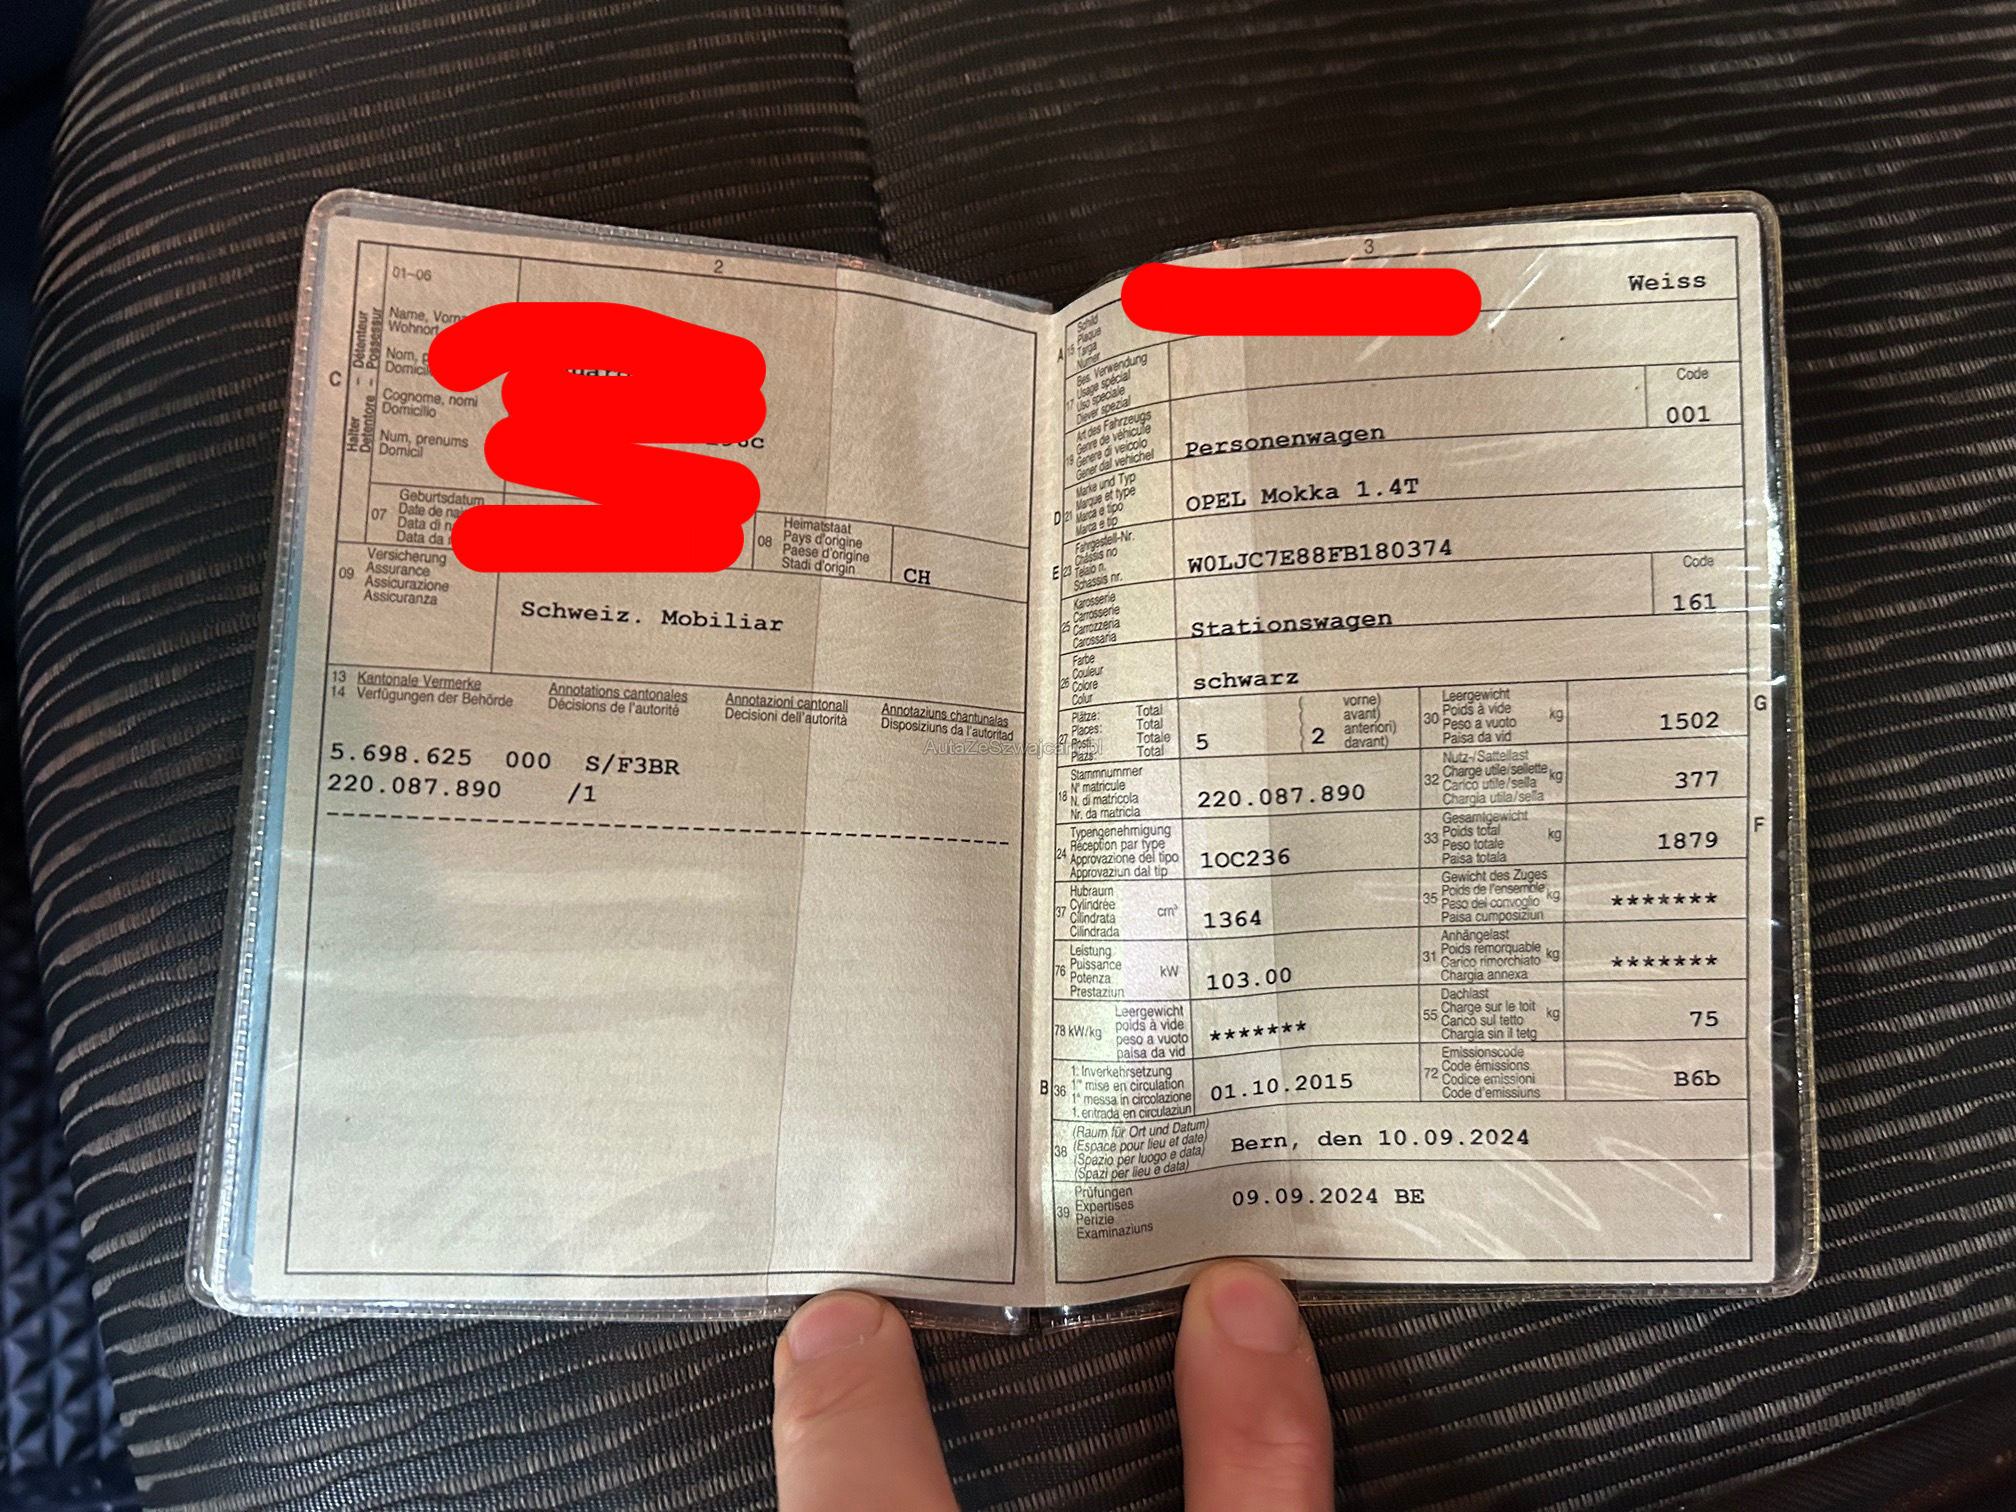 2
01–06
Halter – Détenteur
Detentore – Possessur
C
Name,
Wohnort
Nom,
Cognome, nomi
Domicilio
Num, prenums
Domicil
07
Geburtsdatum
Date de
Data di
Data da
08
Heimatstaat
Pays d'origine
Paese d'origine
Stadi d'origin
CH
09
Versicherung
Assurance
Assicurazione
Assicuranza
Schweiz. Mobiliar
13 Kantonale Vermerke Annotations cantonales Annotazioni cantonali Annotaziuns chantunalas
14 Verfügungen der Behörde Décisions de l'autorité Decisioni dell'autorità Disposiziuns da l'autoritad
5.698.625 000 S/F3BR
220.087.890 /1
AutaZeSzwajcarii.pl
3
A 15
Schild
Plaque
Targa
Numer
Weiss
17
Bes. Verwendung
Usage spécial
Uso speciale
Diever spezial
19
Art des Fahrzeugs
Genre de véhicule
Genere di veicolo
Gener dal vehichel
Personenwagen
Code
001
D 21
Marke und Typ
Marque et type
Marca e tipo
Marca e tip
OPEL Mokka 1.4T
E 23
Fahrgestell-Nr.
Châssis no
Telaio n.
Schassis nr.
W0LJC7E88FB180374
25
Karosserie
Carrosserie
Carrozzeria
Carossaria
Stationswagen
Code
161
26
Farbe
Couleur
Colore
Colur
schwarz
27
Plätze: Total
Places: Total
Posti: Totale
Plazs: Total
5
2
vorne)
avant)
anteriori)
davant)
30
Leergewicht
Poids à vide
Peso a vuoto
Paisa da vid
kg
1502
G
18
Stammnummer
N° matricule
N. di matricola
Nr. da matricla
220.087.890
32
Nutz-/Sattellast
Charge utile/sellette
Carico utile/sella
Chargia utila/sella
kg
377
24
Typengenehmigung
Réception par type
Approvazione del tipo
Approvaziun dal tip
1OC236
33
Gesamtgewicht
Poids total
Peso totale
Paisa totala
kg
1879
F
37
Hubraum
Cylindrée
Cilindrata
Cilindrada
cm³
1364
35
Gewicht des Zuges
Poids de l'ensemble
Peso del convoglio
Paisa cumposiziun
kg
*******
76
Leistung
Puissance
Potenza
Prestaziun
kW
103.00
31
Anhängelast
Poids remorquable
Carico rimorchiato
Chargia annexa
kg
*******
78 kW/kg
Leergewicht
poids à vide
peso a vuoto
paisa da vid
*******
55
Dachlast
Charge sur le toit
Carico sul tetto
Chargia sin il tetg
kg
75
B 36
1. Inverkehrsetzung
1re mise en circulation
1a messa in circolazione
1. entrada en circulaziun
01.10.2015
72
Emissionscode
Code émissions
Codice emissioni
Code d'emissiuns
B6b
38
(Raum für Ort und Datum)
(Espace pour lieu et date)
(Spazio per luogo e data)
(Spazi per lieu e data)
Bern, den 10.09.2024
39
Prüfungen
Expertises
Perizie
Examinaziuns
09.09.2024 BE